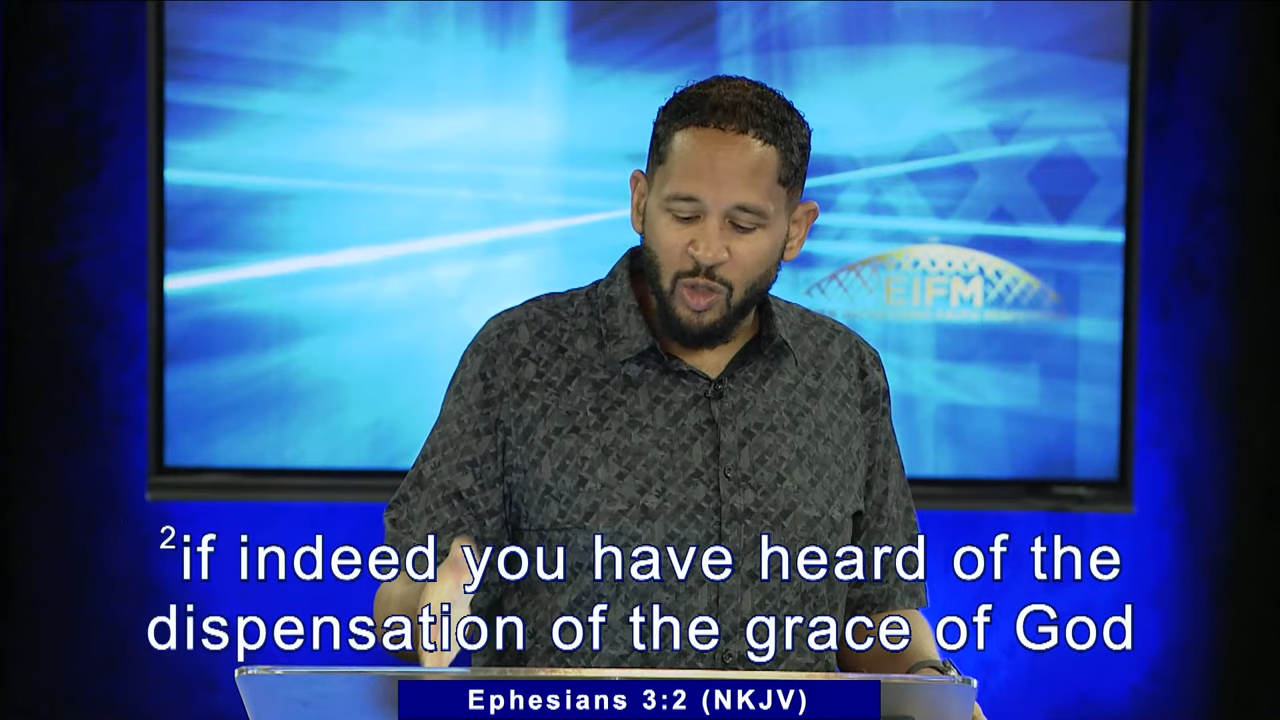 EIFM
²if indeed you have heard of the
dispensation of the grace of God
Ephesians 3:2 (NKJV)